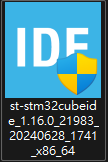 IDE
st-stm32cubeid
e_1.16.0_21983_
20240628_1741
_x86_64